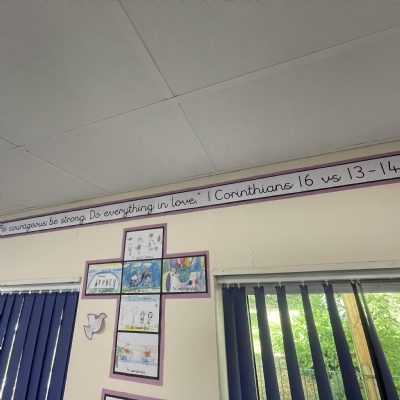 be courageous; be strong. Do everything in love." 1 Corinthians 16 vs 13-14